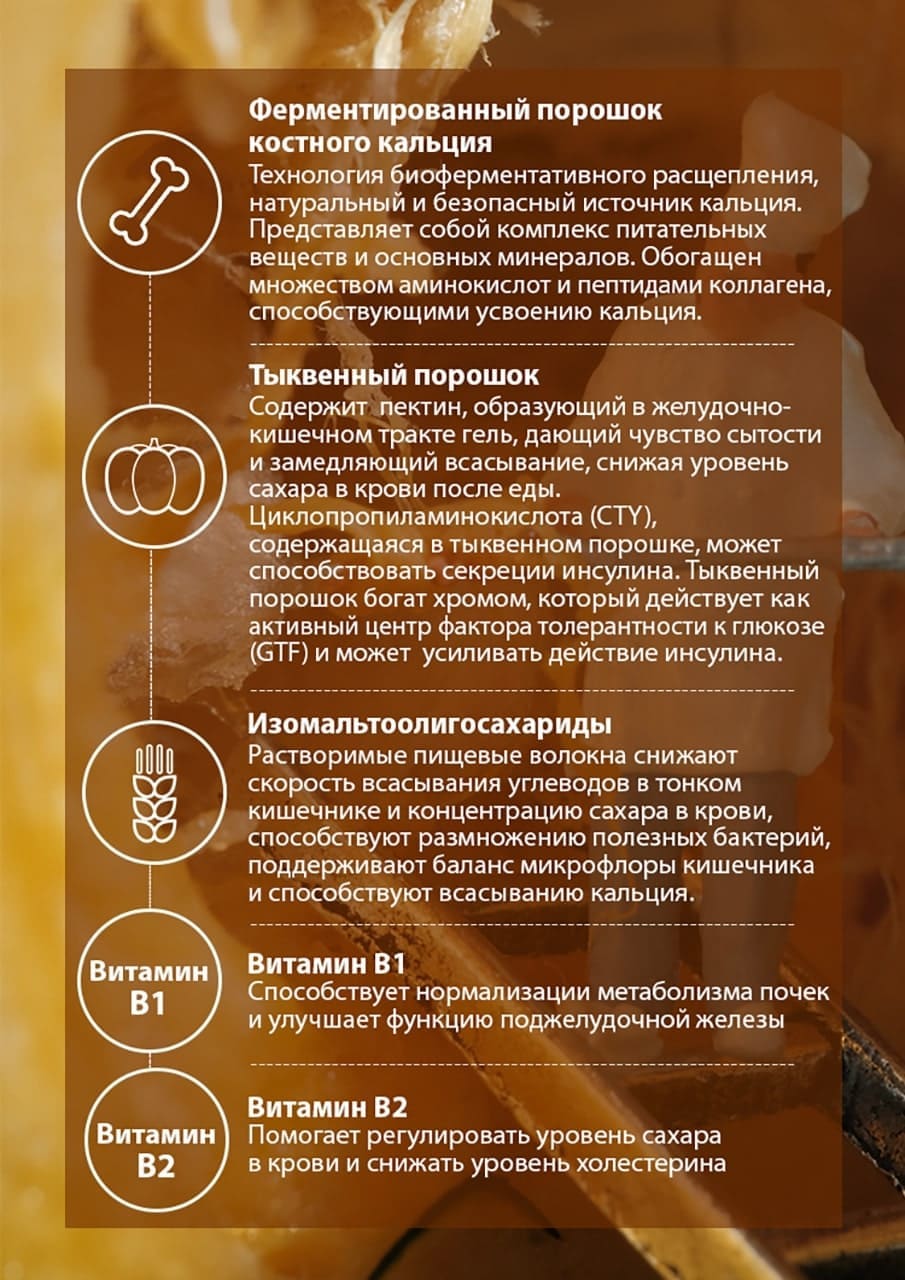 Ферментированный порошок
костного кальция
Технология биоферментативного расщепления,
натуральный и безопасный источник кальция.
Представляет собой комплекс питательных
веществ и основных минералов. Обогащен
множеством аминокислот и пептидами коллагена,
способствующими усвоению кальция.
Тыквенный порошок
Содержит пектин, образующий в желудочно-
кишечном тракте гель, дающий чувство сытости
и замедляющий всасывание, снижая уровень
сахара в крови после еды.
Циклопропиламинокислота (CTY),
содержащаяся в тыквенном порошке, может
способствовать секреции инсулина. Тыквенный
порошок богат хромом, который действует как
активный центр фактора толерантности к глюкозе
(GTF) и может усиливать действие инсулина.
Изомальтоолигосахариды
Растворимые пищевые волокна снижают
скорость всасывания углеводов в тонком
кишечнике и концентрацию сахара в крови,
способствуют размножению полезных бактерий,
поддерживают баланс микрофлоры кишечника
и способствуют всасыванию кальция.
Витамин
B1
Витамин B1
Способствует нормализации метаболизма почек
и улучшает функцию поджелудочной железы
Витамин
B2
Витамин B2
Помогает регулировать уровень сахара
в крови и снижать уровень холестерина